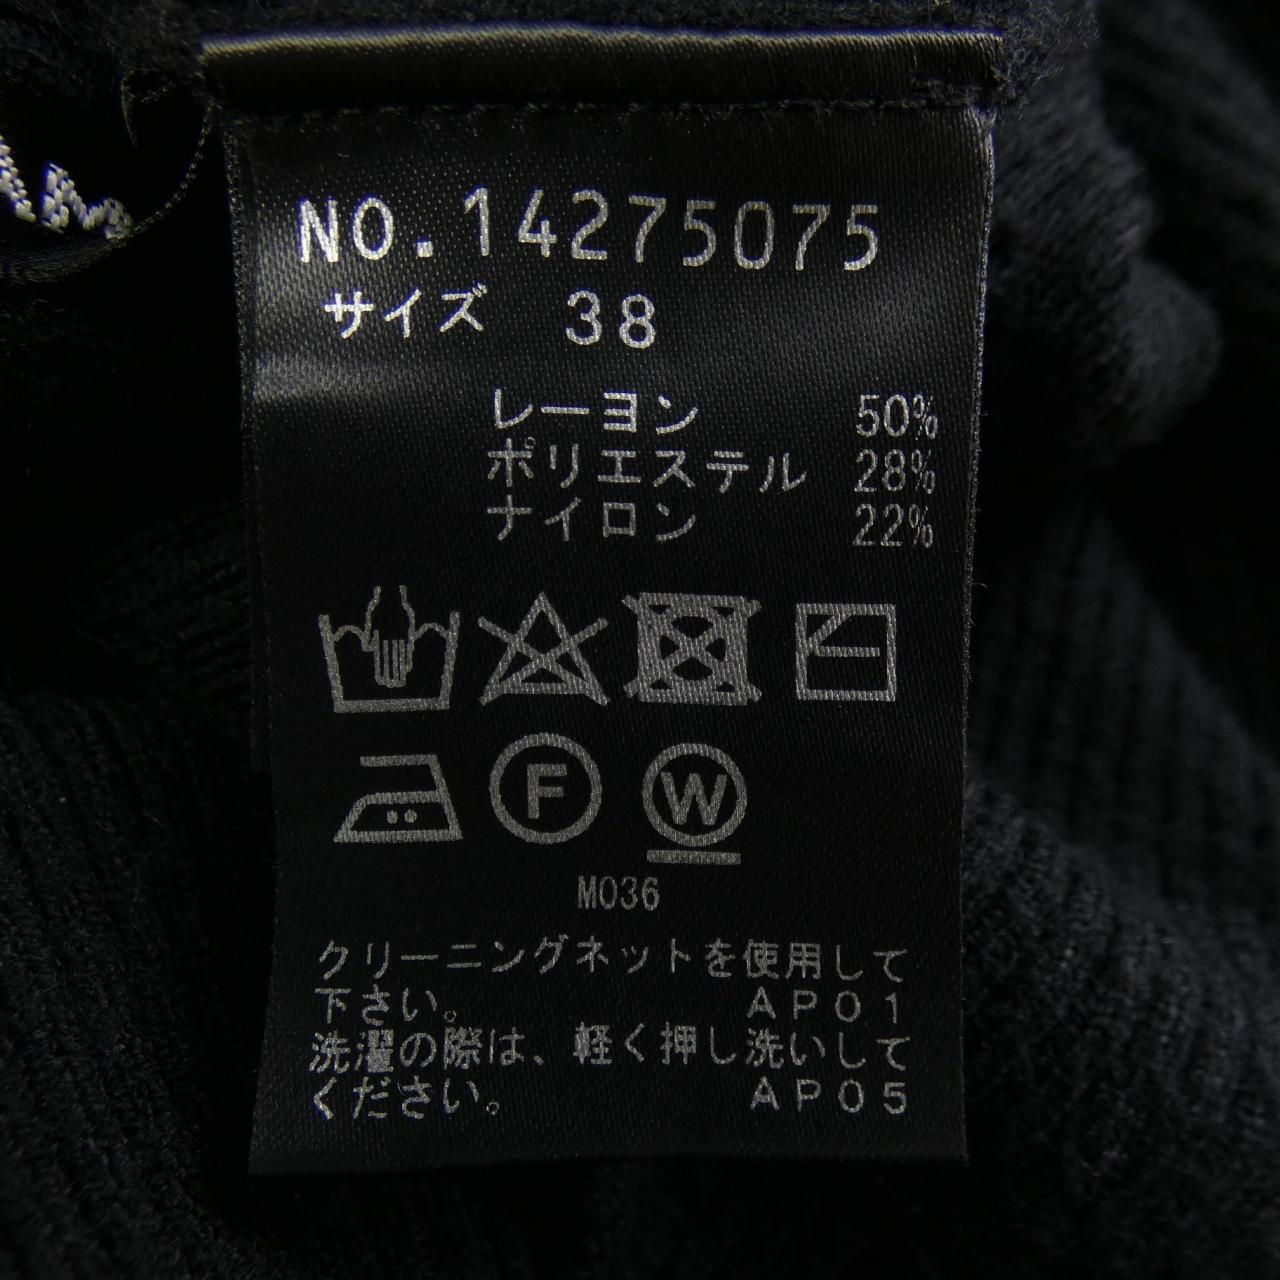 NO.14275075
サイズ 38
レーヨン 50%
ポリエステル 28%
ナイロン 22%
F W
M036
クリーニングネットを使用して
下さい。 AP01
洗濯の際は、軽く押し洗いして
ください。 AP05